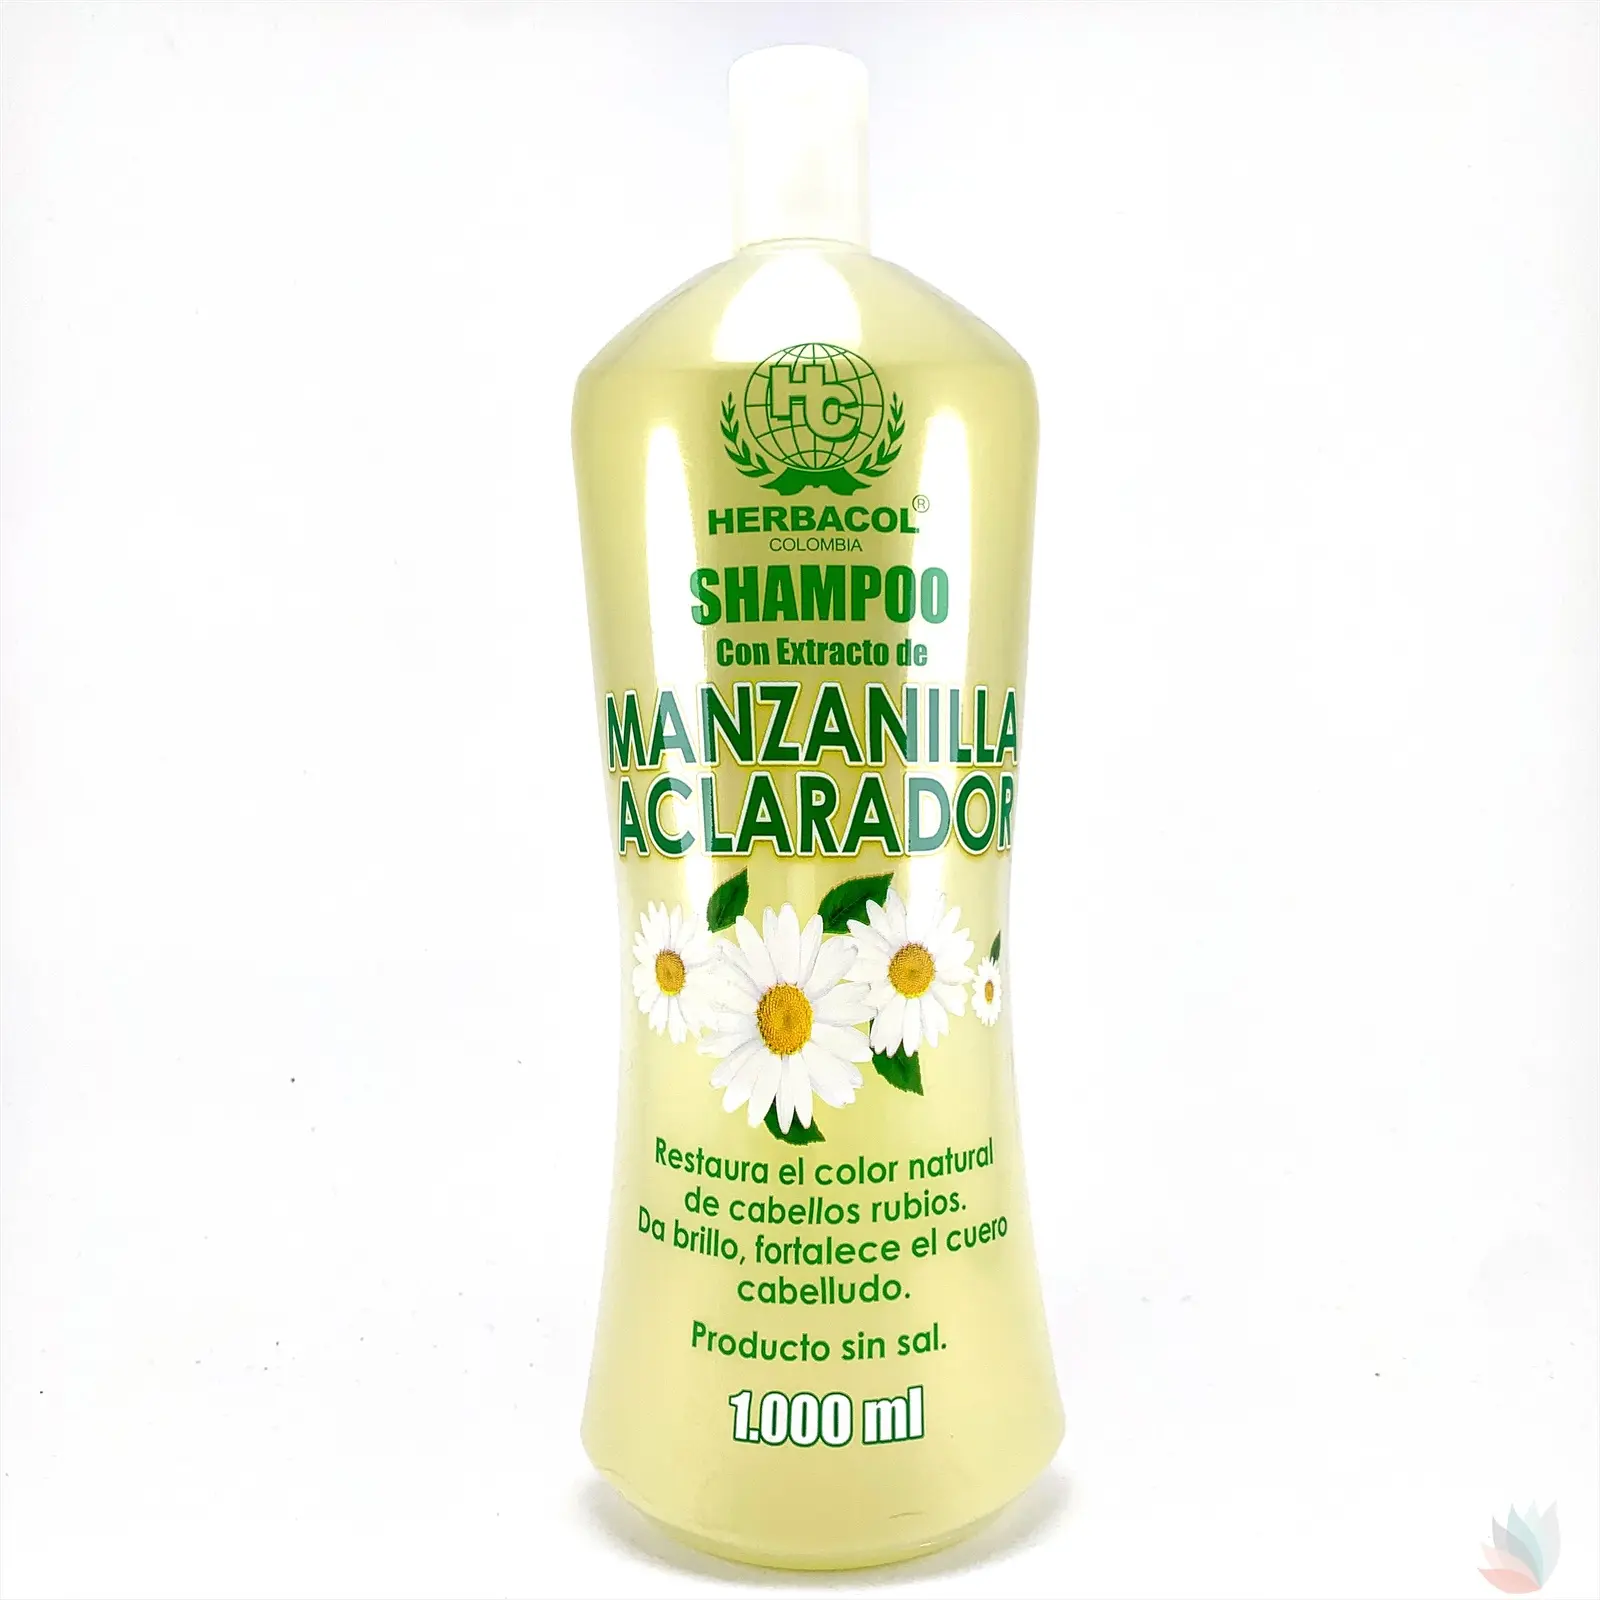 HC
HERBACOL®
COLOMBIA
SHAMPOO
Con Extracto de
MANZANILLA
ACLARADOR
Restaura el color natural
de cabellos rubios.
Da brillo, fortalece el cuero
cabelludo.
Producto sin sal.
1.000 ml